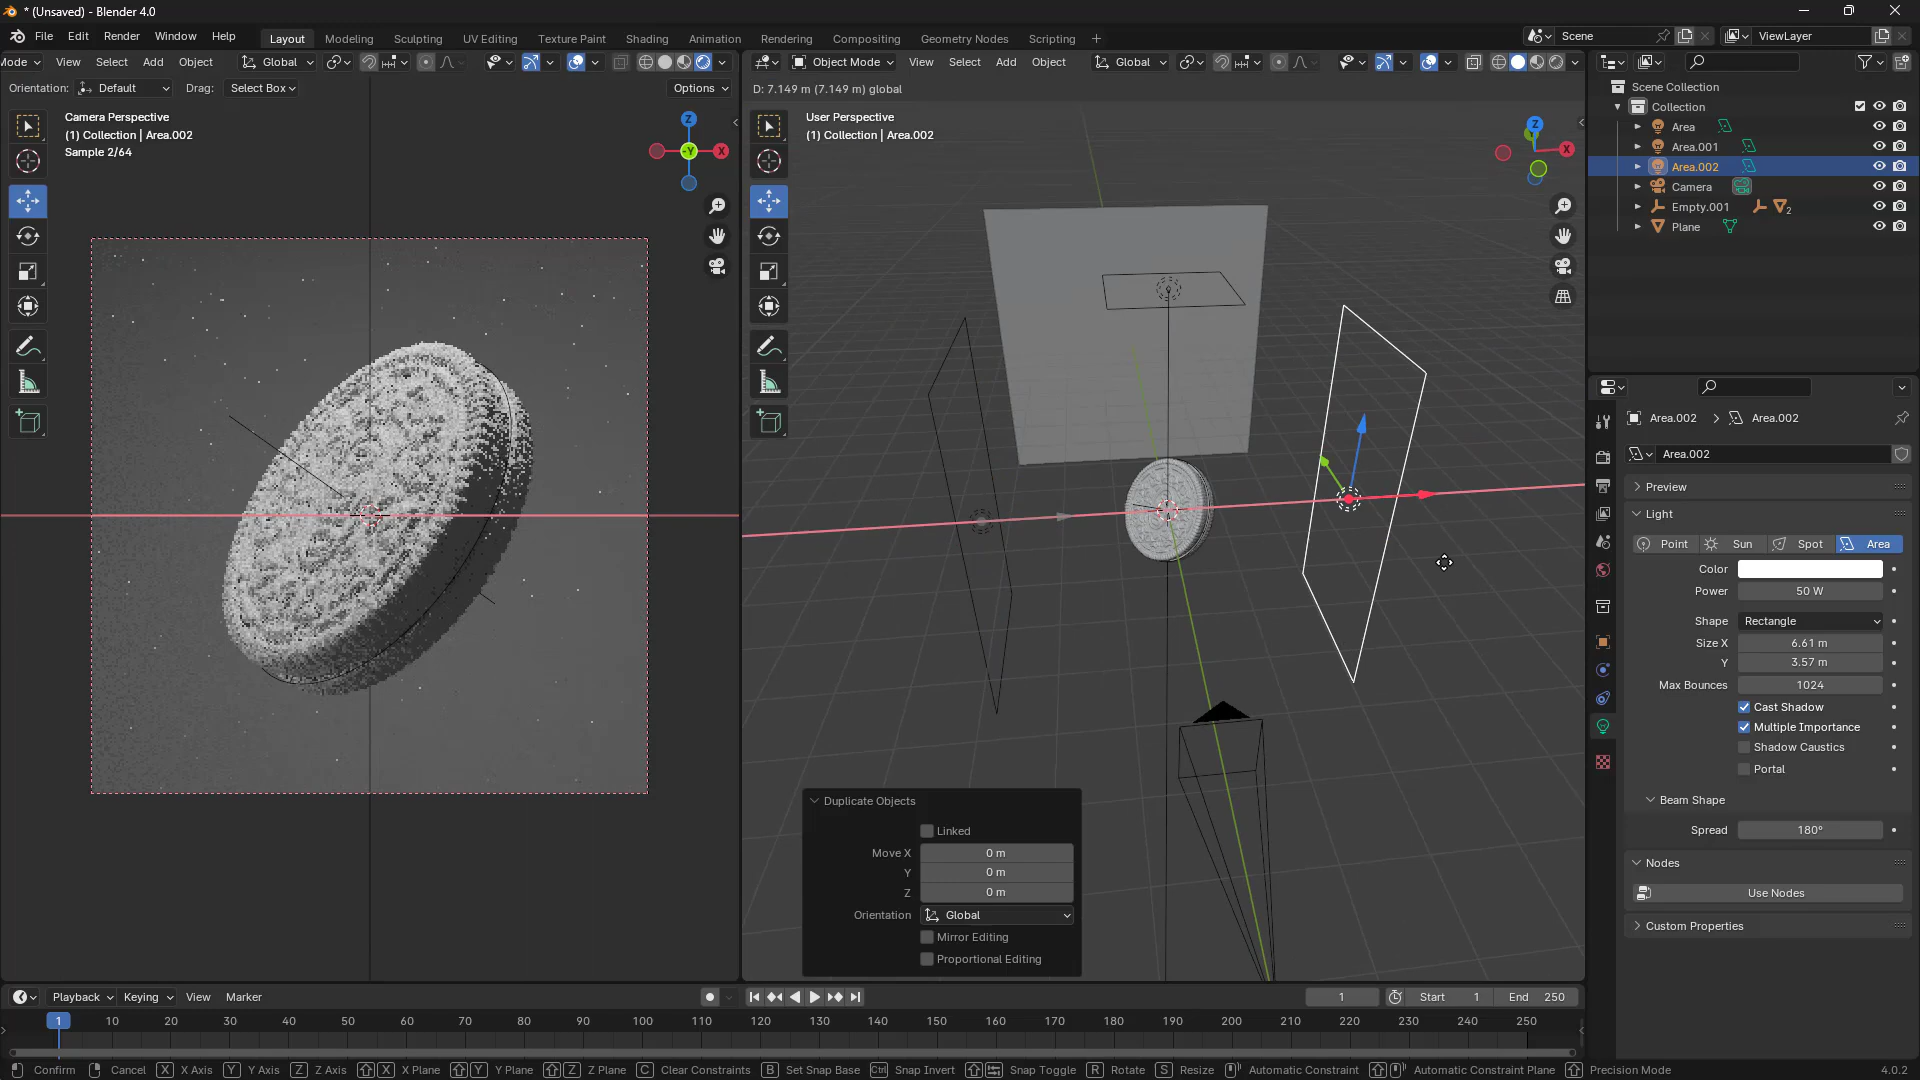 * (Unsaved) - Blender 4.0
File Edit Render Window Help
Layout Modeling Sculpting UV Editing Texture Paint Shading Animation Rendering Compositing Geometry Nodes Scripting +
Scene
ViewLayer
Mode View Select Add Object Global
Object Mode View Select Add Object Global
Orientation: Default Drag: Select Box
Options
D: 7.149 m (7.149 m) global
Camera Perspective
(1) Collection | Area.002
Sample 2/64
Z
-Y
X
User Perspective
(1) Collection | Area.002
Z
Y
X
Scene Collection
Collection
Area
Area.001
Area.002
Camera
Empty.001
2
Plane
Area.002 > Area.002
Area.002
Preview
Light
Point Sun Spot Area
Color
Power 50 W
Shape Rectangle
Size X 6.61 m
Y 3.57 m
Max Bounces 1024
Cast Shadow
Multiple Importance
Shadow Caustics
Portal
Beam Shape
Spread 180°
Nodes
Use Nodes
Custom Properties
Duplicate Objects
Linked
Move X 0 m
Y 0 m
Z 0 m
Orientation Global
Mirror Editing
Proportional Editing
Playback Keying View Marker
1
Start 1
End 250
1 10 20 30 40 50 60 70 80 90 100 110 120 130 140 150 160 170 180 190 200 210 220 230 240 250
Confirm Cancel X X Axis Y Y Axis Z Z Axis X X Plane Y Y Plane Z Z Plane C Clear Constraints B Set Snap Base Ctrl Snap Invert Snap Toggle R Rotate S Resize Automatic Constraint Automatic Constraint Plane Precision Mode
4.0.2